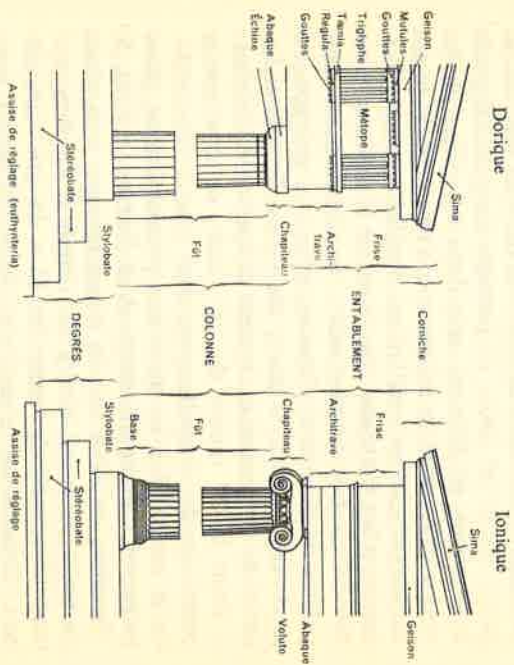 Dorique
Ionique
Sima
Geison
Mutules
Gouttes
Triglyphe
Taenia
Regula
Gouttes
Abaque
Échine
Métope
Stéréobate
Assise de réglage (euthynteria)
Corniche
Frise
Archi-
trave
Chapiteau
Fût
Stylobate
ENTABLEMENT
COLONNE
DEGRÉS
Frise
Architrave
Chapiteau
Fût
Base
Stylobate
Sima
Geison
Abaque
Volute
Stéréobate
Assise de réglage